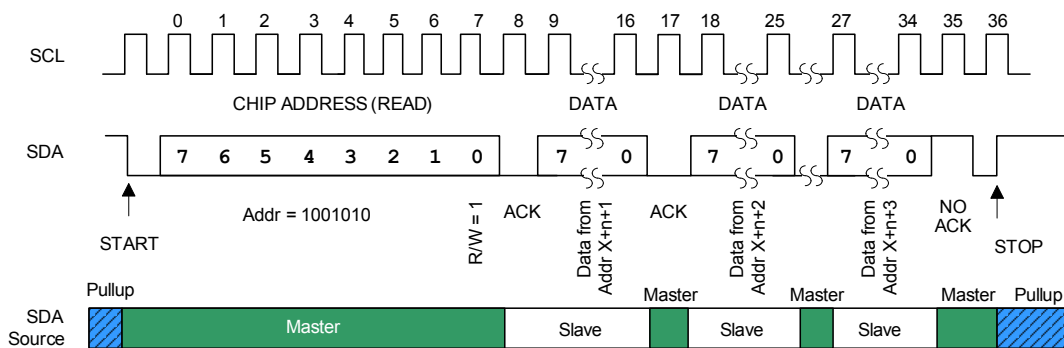 0 1 2 3 4 5 6 7 8 9 16 17 18 25 27 34 35 36
SCL
CHIP ADDRESS (READ) DATA DATA DATA
SDA
7 6 5 4 3 2 1 0 7 0 7 0 7 0
Addr = 1001010
R/W = 1
ACK
Data from
Addr X+n+1
ACK
Data from
Addr X+n+2
Data from
Addr X+n+3
NO
ACK
START
STOP
Pullup Master Master Master Pullup
SDA
Source
Master Slave Slave Slave